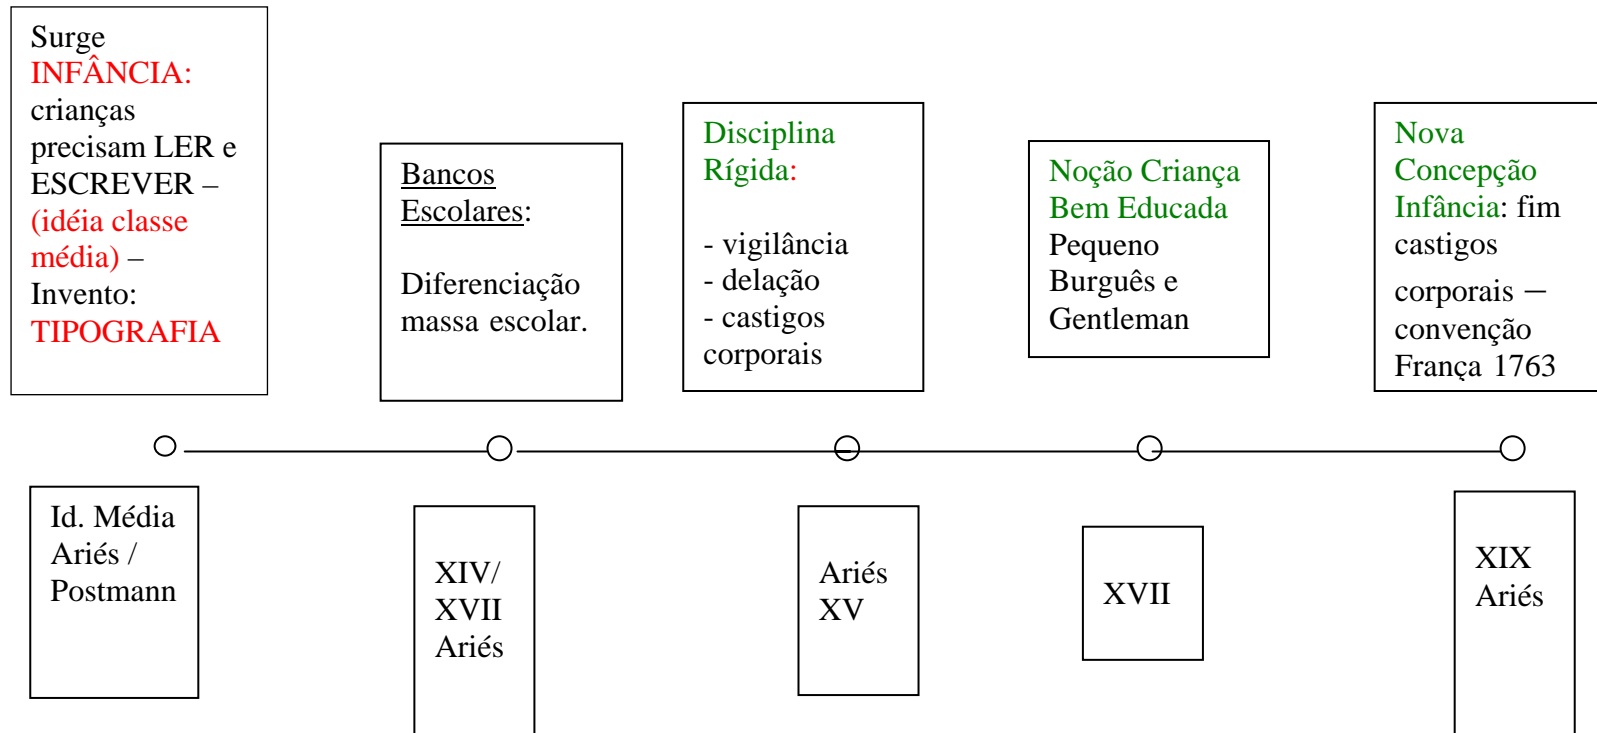 Surge
INFÂNCIA:
crianças
precisam LER e
ESCREVER –
(idéia classe
média) –
Invento:
TIPOGRAFIA
Bancos
Escolares:
Diferenciação
massa escolar.
Disciplina
Rígida:
- vigilância
- delação
- castigos
corporais
Noção Criança
Bem Educada
Pequeno
Burguês e
Gentleman
Nova
Concepção
Infância: fim
castigos
corporais –
convenção
França 1763
Id. Média
Ariés /
Postmann
XIV/
XVII
Ariés
Ariés
XV
XVII
XIX
Ariés